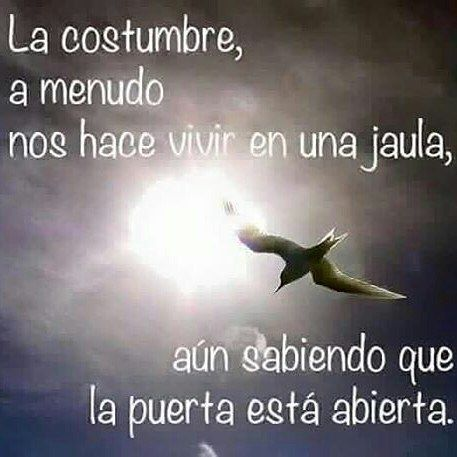 La costumbre,
a menudo
nos hace vivir en una jaula,
aún sabiendo que
la puerta está abierta.